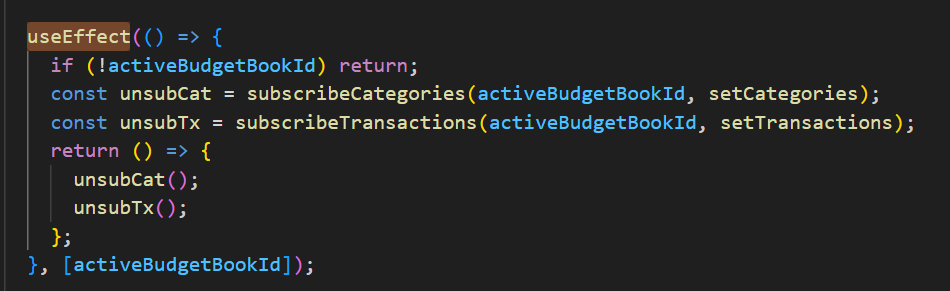 useEffect(() => {
if (!activeBudgetBookId) return;
const unsubCat = subscribeCategories(activeBudgetBookId, setCategories);
const unsubTx = subscribeTransactions(activeBudgetBookId, setTransactions);
return () => {
unsubCat();
unsubTx();
};
}, [activeBudgetBookId]);